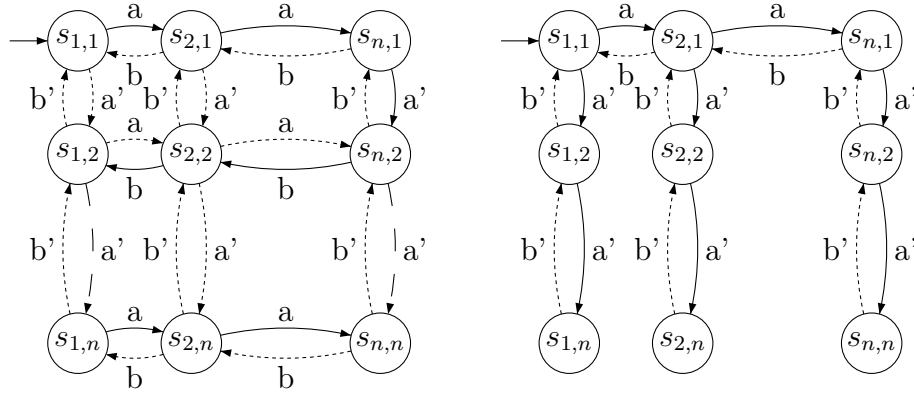 a a a a
s1,1 s2,1 sn,1 s1,1 s2,1 sn,1
b b b b
b' a' b' a' b' a' b' a' b' a' b' a'
a a
s1,2 s2,2 sn,2 s1,2 s2,2 sn,2
b b
b' a' b' a' b' a' b' a' b' a' b' a'
a a
s1,n s2,n sn,n s1,n s2,n sn,n
b b